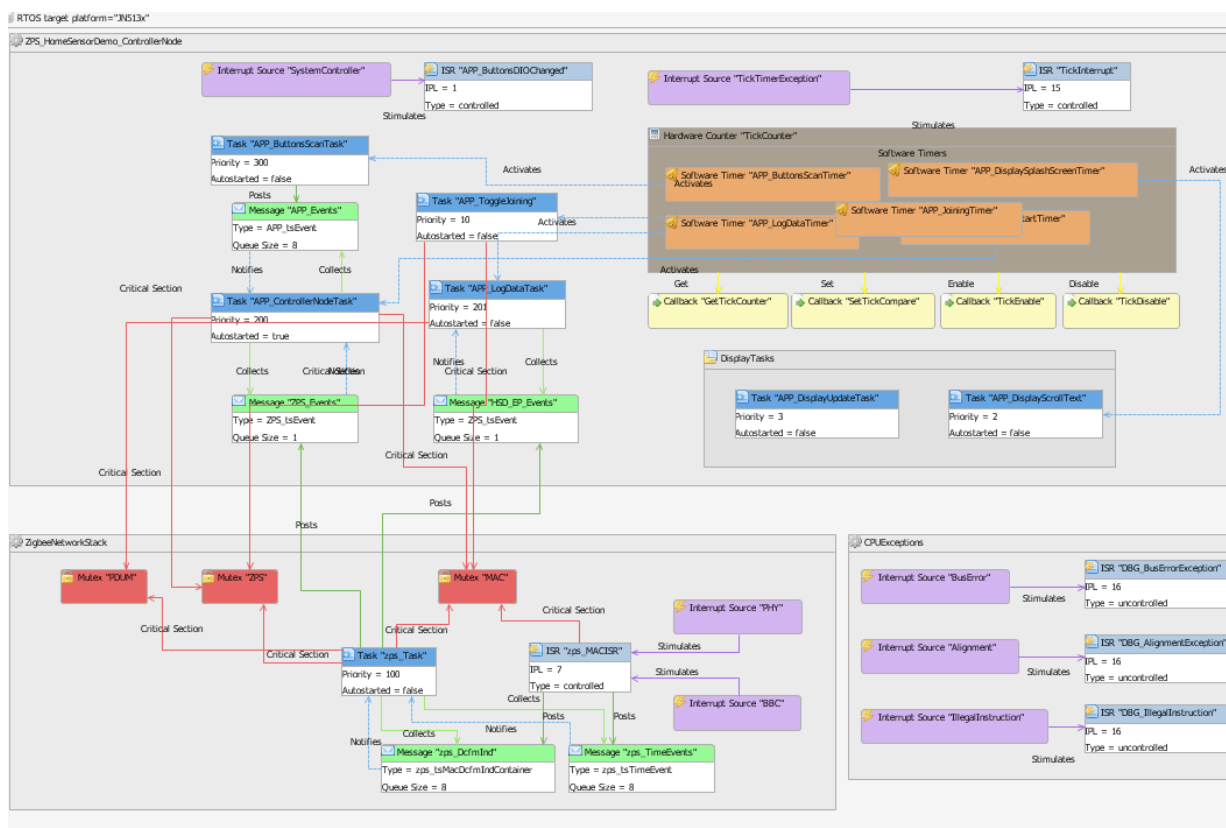 RTOS target platform="JN513x"
ZPS_HomeSensorDemo_ControllerNode
Interrupt Source "SystemController"
ISR "APP_ButtonsDIOChanged"
IPL = 1
Type = controlled
Stimulates
Interrupt Source "TickTimerException"
ISR "TickInterrupt"
IPL = 15
Type = controlled
Stimulates
Task "APP_ButtonsScanTask"
Priority = 300
Autostarted = false
Posts
Message "APP_Events"
Type = APP_tsEvent
Queue Size = 8
Notifies
Collects
Critical Section
Task "APP_ToggleJoining"
Priority = 10
Autostarted = false
Activates
Activates
Hardware Counter "TickCounter"
Software Timers
Software Timer "APP_ButtonsScanTimer"
Activates
Software Timer "APP_DisplaySplashScreenTimer"
Software Timer "APP_LogDataTimer"
Software Timer "APP_JoiningTimer"
artTimer"
Activates
Activates
Get
Set
Enable
Disable
Callback "GetTickCounter"
Callback "SetTickCompare"
Callback "TickEnable"
Callback "TickDisable"
Task "APP_ControllerNodeTask"
Priority = 200
Autostarted = true
Task "APP_LogDataTask"
Priority = 201
Autostarted = false
Collects
Critical Section
Notifies
Notifies
Critical Section
Collects
Message "ZPS_Events"
Type = ZPS_tsEvent
Queue Size = 1
Message "HSD_EP_Events"
Type = ZPS_tsEvent
Queue Size = 1
DisplayTasks
Task "APP_DisplayUpdateTask"
Priority = 3
Autostarted = false
Task "APP_DisplayScrollText"
Priority = 2
Autostarted = false
Critical Section
Critical Section
Posts
Posts
ZigbeeNetworkStack
Mutex "PDUM"
Mutex "ZPS"
Mutex "MAC"
Critical Section
Critical Section
Critical Section
Task "zps_Task"
Priority = 100
Autostarted = false
ISR "zps_MACISR"
IPL = 7
Type = controlled
Interrupt Source "PHY"
Stimulates
Stimulates
Interrupt Source "BBC"
Collects
Posts
Posts
Notifies
Collects
Notifies
Message "zps_DcfmInd"
Type = zps_tsMacDcfmIndContainer
Queue Size = 8
Message "zps_TimeEvents"
Type = zps_tsTimeEvent
Queue Size = 8
CPUExceptions
Interrupt Source "BusError"
Stimulates
ISR "DBG_BusErrorException"
IPL = 16
Type = uncontrolled
Interrupt Source "Alignment"
Stimulates
ISR "DBG_AlignmentException"
IPL = 16
Type = uncontrolled
Interrupt Source "IllegalInstruction"
Stimulates
ISR "DBG_IllegalInstruction"
IPL = 16
Type = uncontrolled